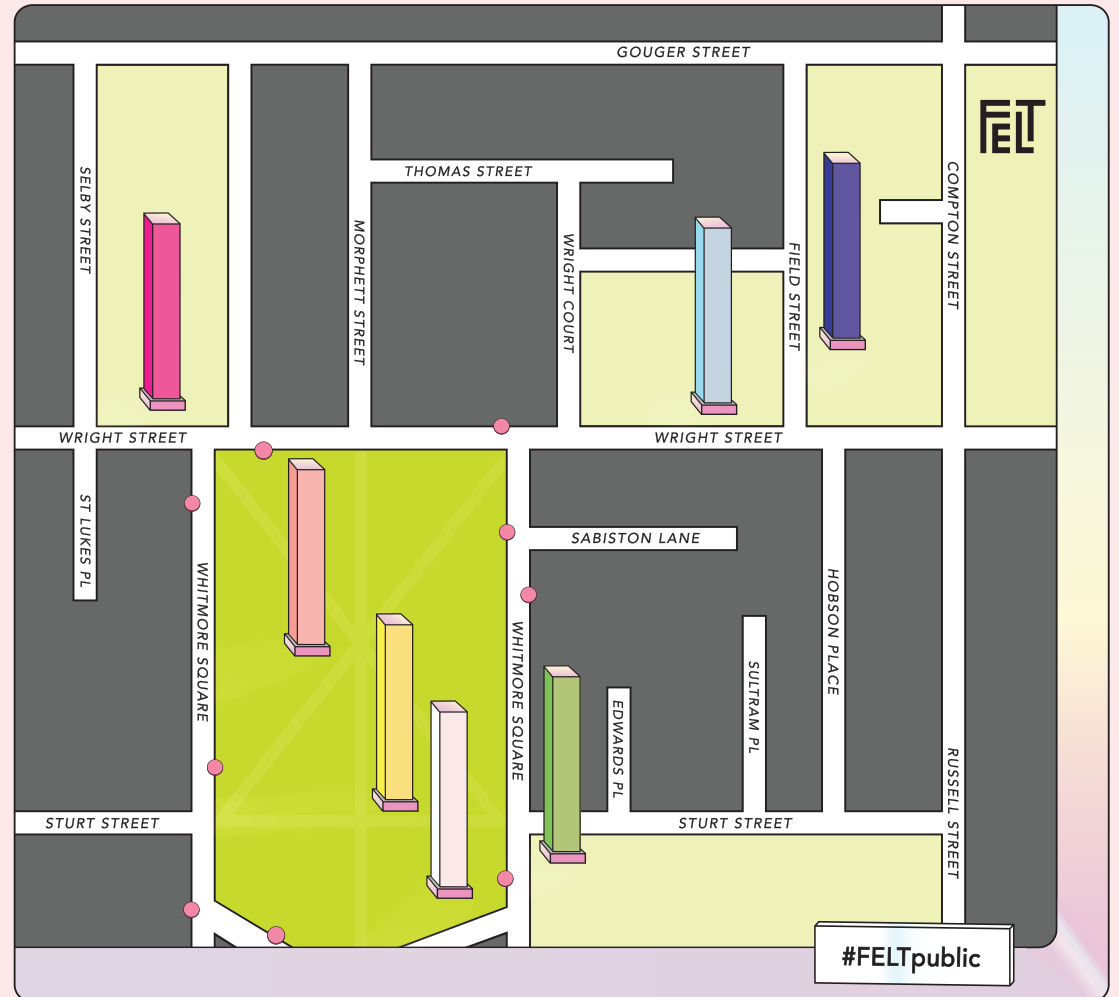 GOUGER STREET
FELT
THOMAS STREET
SELBY STREET
MORPHETT STREET
WRIGHT COURT
FIELD STREET
COMPTON STREET
WRIGHT STREET
WRIGHT STREET
ST LUKES PL
SABISTON LANE
WHITMORE SQUARE
WHITMORE SQUARE
HOBSON PLACE
SULTRAM PL
EDWARDS PL
RUSSELL STREET
STURT STREET
STURT STREET
#FELTpublic